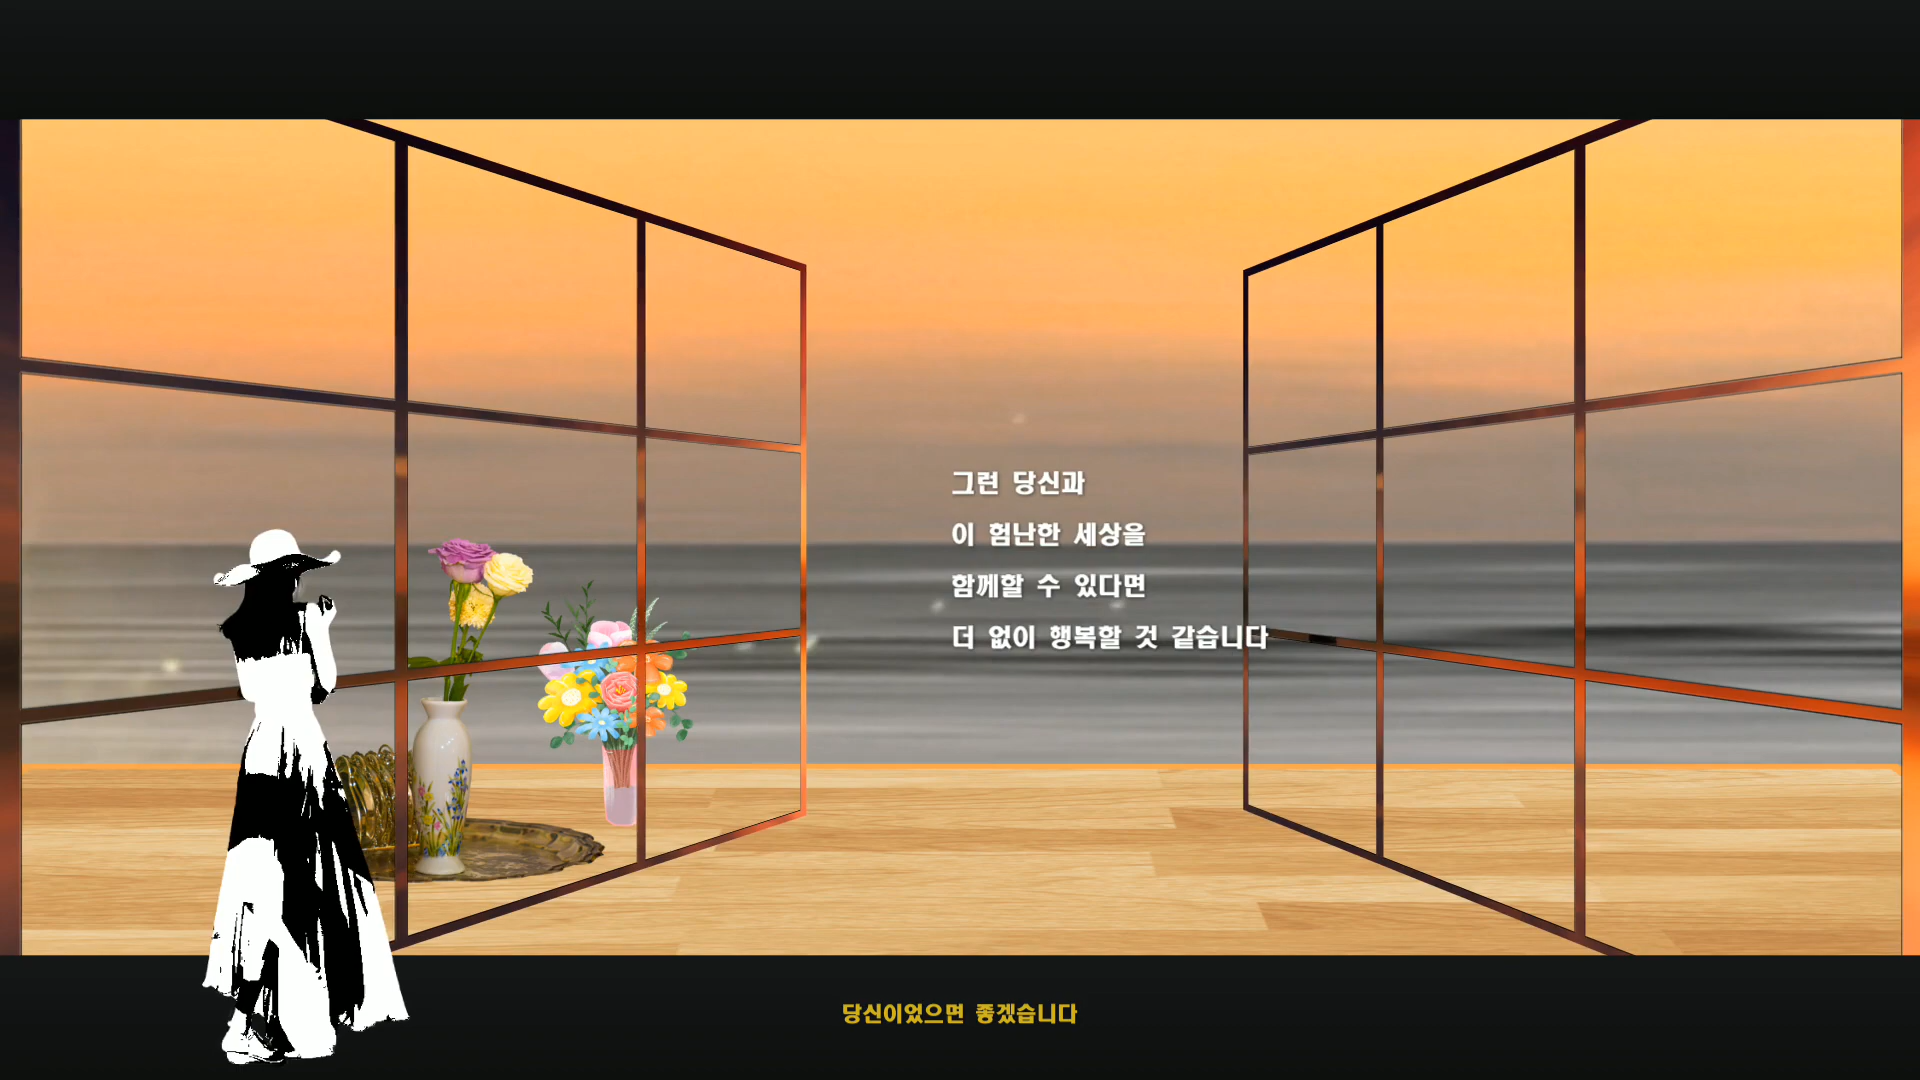 그런 당신과
이 험난한 세상을
함께할 수 있다면
더 없이 행복할 것 같습니다
당신이었으면 좋겠습니다